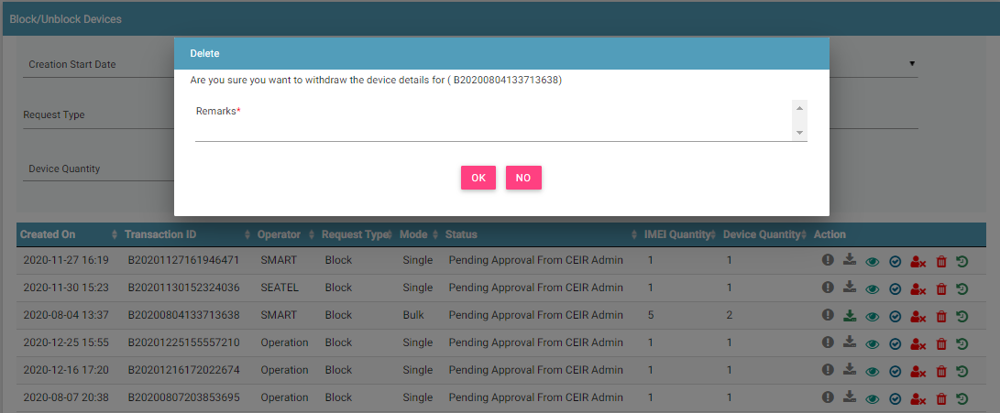 Block/Unblock Devices
Delete
Are you sure you want to withdraw the device details for ( B20200804133713638)
Creation Start Date
Remarks*
Request Type
Device Quantity
OK NO
Created On Transaction ID Operator Request Type Mode Status IMEI Quantity Device Quantity Action
2020-11-27 16:19 B20201127161946471 SMART Block Single Pending Approval From CEIR Admin 1 1
2020-11-30 15:23 B20201130152324036 SEATEL Block Single Pending Approval From CEIR Admin 1 1
2020-08-04 13:37 B20200804133713638 SMART Block Bulk Pending Approval From CEIR Admin 5 2
2020-12-25 15:55 B20201225155557210 Operation Block Single Pending Approval From CEIR Admin 1 1
2020-12-16 17:20 B20201216172022674 Operation Block Single Pending Approval From CEIR Admin 1 1
2020-08-07 20:38 B20200807203853695 Operation Block Single Pending Approval From CEIR Admin 1 1